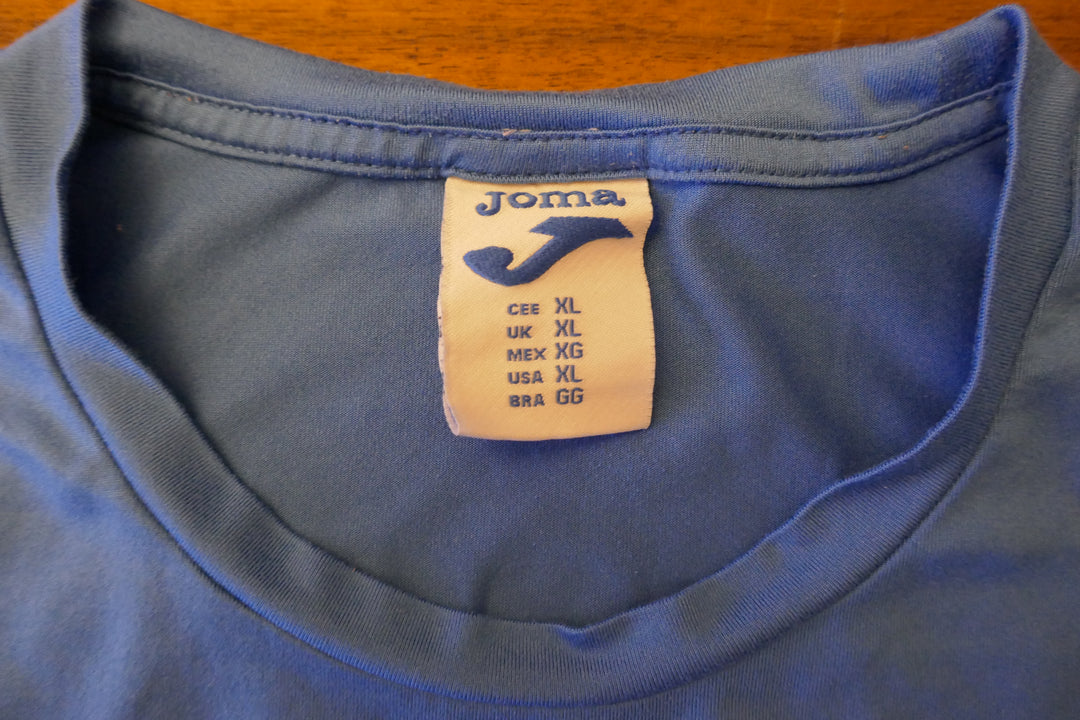 Joma
CEE XL
UK XL
MEX XG
USA XL
BRA GG